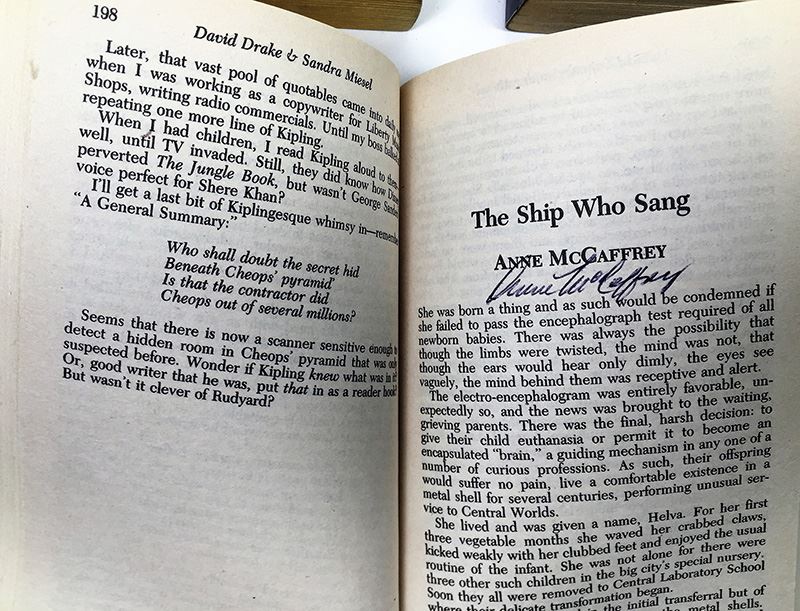 198
David Drake & Sandra Miesel
Later, that vast pool of quotables came into daily
when I was working as a copywriter for Liberty
Shops, writing radio commercials. Until my boss
repeating one more line of Kipling.
When I had children, I read Kipling aloud to
well, until TV invaded. Still, they did know how
perverted The Jungle Book, but wasn't George
voice perfect for Shere Khan?
I'll get a last bit of Kiplingesque whimsy in—
"A General Summary:"
Who shall doubt the secret hid
Beneath Cheops' pyramid'
Is that the contractor did
Cheops out of several millions?
Seems that there is now a scanner sensitive enough
detect a hidden room in Cheops' pyramid that was
suspected before. Wonder if Kipling knew what was in
Or, good writer that he was, put that in as a reader hook?
But wasn't it clever of Rudyard?
The Ship Who Sang
ANNE MCCAFFREY
Anne McCaffrey
She was born a thing and as such would be condemned if
she failed to pass the encephalograph test required of all
newborn babies. There was always the possibility that
though the limbs were twisted, the mind was not, that
though the ears would hear only dimly, the eyes see
vaguely, the mind behind them was receptive and alert.
The electro-encephalogram was entirely favorable, un-
expectedly so, and the news was brought to the waiting,
grieving parents. There was the final, harsh decision: to
give their child euthanasia or permit it to become an
encapsulated "brain," a guiding mechanism in any one of a
number of curious professions. As such, their offspring
would suffer no pain, live a comfortable existence in a
metal shell for several centuries, performing unusual ser-
vice to Central Worlds.
She lived and was given a name, Helva. For her first
three vegetable months she waved her crabbed claws,
kicked weakly with her clubbed feet and enjoyed the usual
routine of the infant. She was not alone for there were
three other such children in the big city's special nursery.
Soon they all were removed to Central Laboratory School
where their delicate transformation began.
the initial transferral but of
the metal shells.